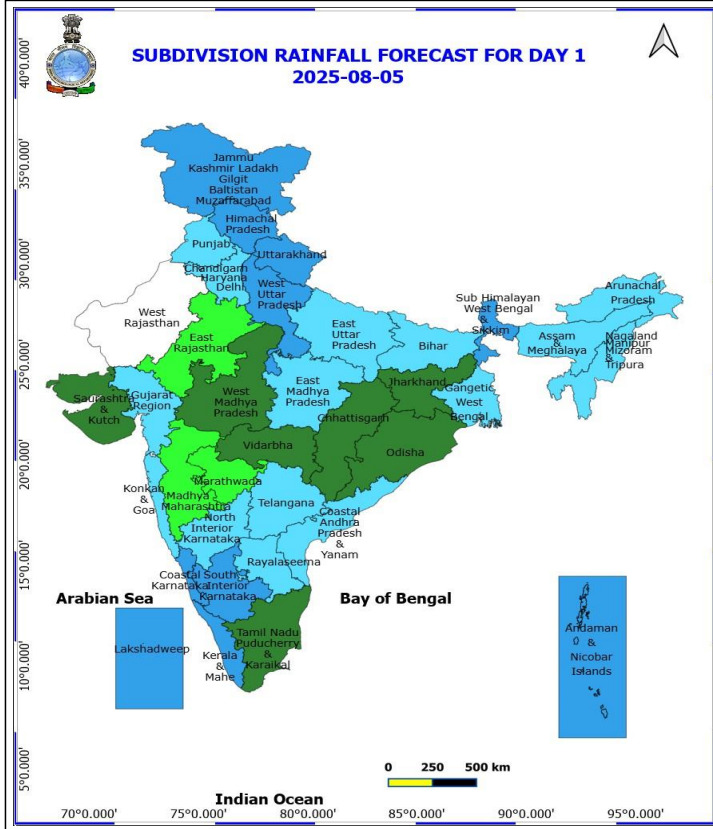 SUBDIVISION RAINFALL FORECAST FOR DAY 1
2025-08-05
40°0.000'
35°0.000'
30°0.000'
25°0.000'
20°0.000'
15°0.000'
10°0.000'
5°0.000'
Jammu
Kashmir Ladakh
Gilgit
Baltistan
Muzaffarabad
Himachal
Pradesh
Punjab
Uttarakhand
Chandigarh
Haryana
Delhi
West
Uttar
Pradesh
West
Rajasthan
East
Rajasthan
East
Uttar
Pradesh
Bihar
Sub Himalayan
West Bengal
&
Sikkim
Arunachal
Pradesh
Assam
&
Meghalaya
Nagaland
Manipur
Mizoram
&
Tripura
Saurashtra
&
Kutch
Gujarat
Region
West
Madhya
Pradesh
East
Madhya
Pradesh
Jharkhand
Gangetic
West
Bengal
Chhattisgarh
Vidarbha
Odisha
Konkan
&
Goa
Madhya
Maharashtra
Marathwada
North
Interior
Karnataka
Telangana
Coastal
Andhra
Pradesh
&
Yanam
Rayalaseema
Coastal
Karnataka
South
Interior
Karnataka
Arabian Sea
Bay of Bengal
Lakshadweep
Kerala
&
Mahe
Tamil Nadu
Puducherry
&
Karaikal
Andaman
&
Nicobar
Islands
0 250 500 km
Indian Ocean
70°0.000' 75°0.000' 80°0.000' 85°0.000' 90°0.000' 95°0.000'